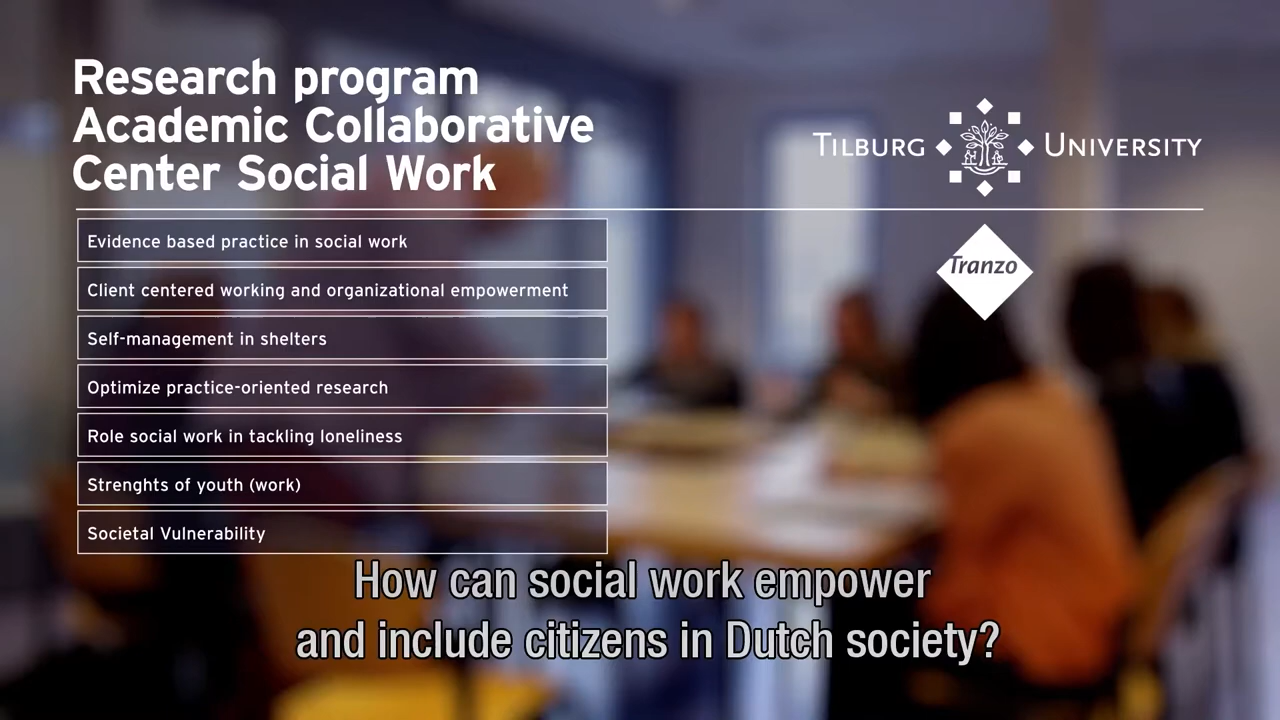 Research program
Academic Collaborative
Center Social Work
TILBURG UNIVERSITY
Tranzo
Evidence based practice in social work
Client centered working and organizational empowerment
Self-management in shelters
Optimize practice-oriented research
Role social work in tackling loneliness
Strenghts of youth (work)
Societal Vulnerability
How can social work empower
and include citizens in Dutch society?